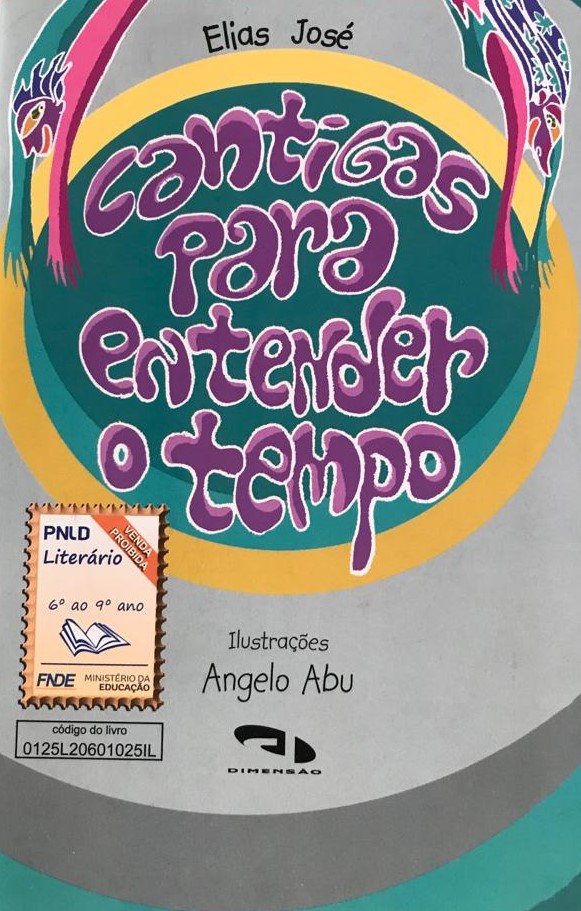 Elias José
Cantigas
para
entender
o tempo
PNLD
Literário
VENDA
PROIBIDA
6º ao 9º ano
FNDE
MINISTÉRIO DA
EDUCAÇÃO
código do livro
0125L20601025IL
Ilustrações
Angelo Abu
DIMENSÃO